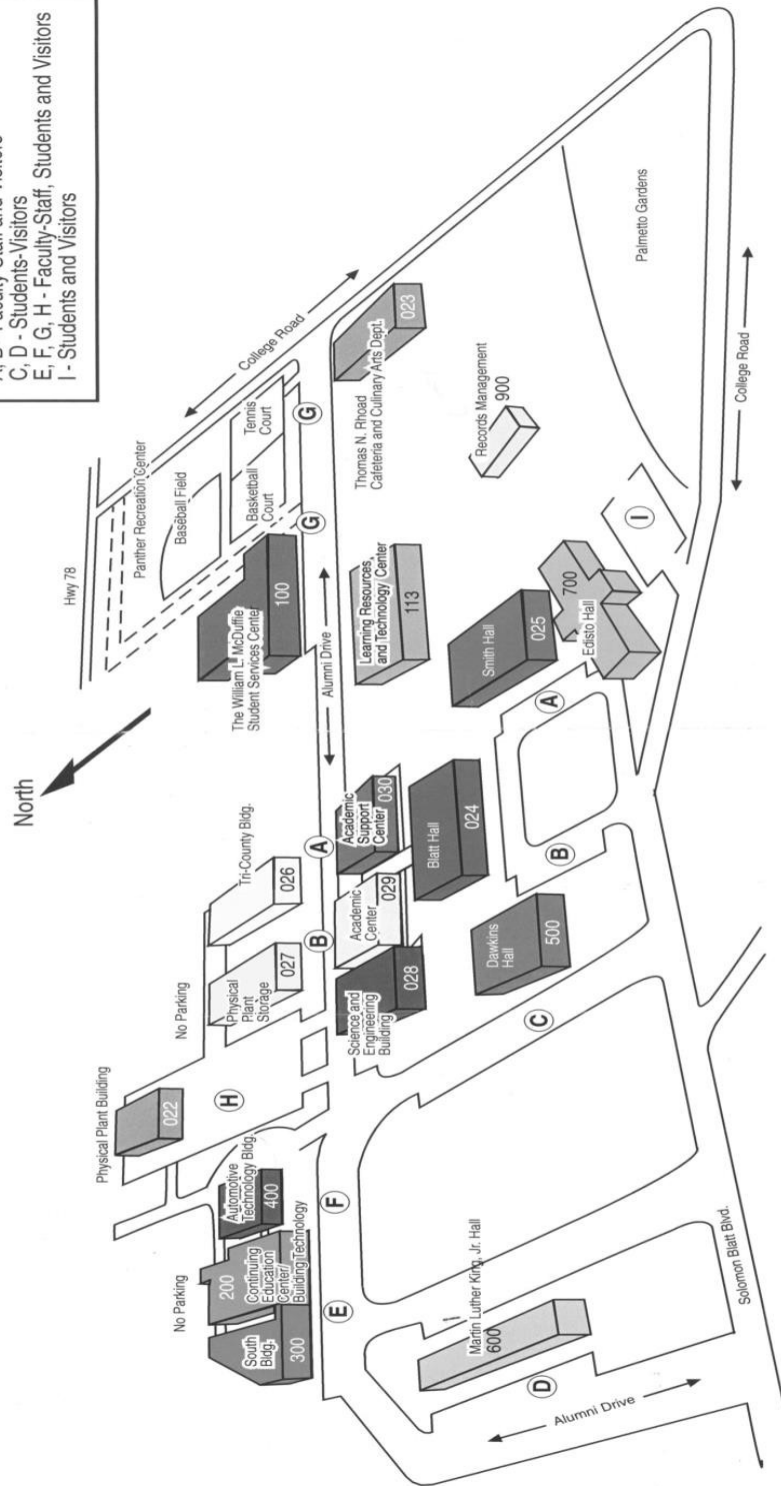 A, B - Faculty-Staff and Visitors
C, D - Students-Visitors
E, F, G, H - Faculty-Staff, Students and Visitors
I - Students and Visitors
North
Hwy 78
College Road
Panther Recreation Center
Baseball Field
Tennis
Court
Basketball
Court
G
G
The William L. McDuffie
Student Services Center
100
Alumni Drive
Thomas N. Rhoad
Cafeteria and Culinary Arts Dept.
023
Learning Resources
and Technology Center
113
Records Management
900
Palmetto Gardens
College Road
I
Smith Hall
025
700
Edisto Hall
A
B
Tri-County Bldg.
026
No Parking
Physical
Plant
Storage
027
A
B
Academic
Support
Center
030
Academic
Center
029
Science and
Engineering
Building
028
Blatt Hall
024
Dawkins
Hall
500
C
Physical Plant Building
022
H
Automotive
Technology Bldg.
400
No Parking
200
Continuing
Education
Center/
Building Technology
South
Bldg.
300
F
E
Martin Luther King, Jr. Hall
600
D
Alumni Drive
Solomon Blatt Blvd.